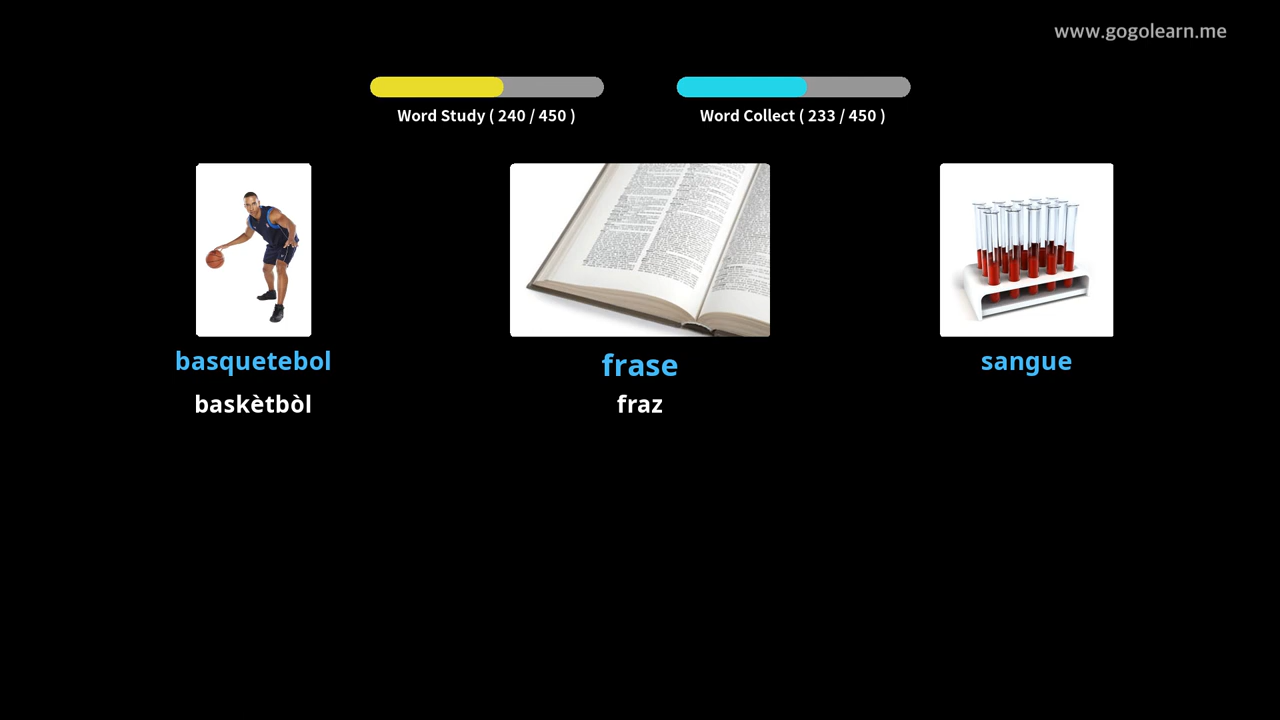 www.gogolearn.me
Word Study ( 240 / 450 )
Word Collect ( 233 / 450 )
basquetebol
frase
sangue
baskètbòl
fraz